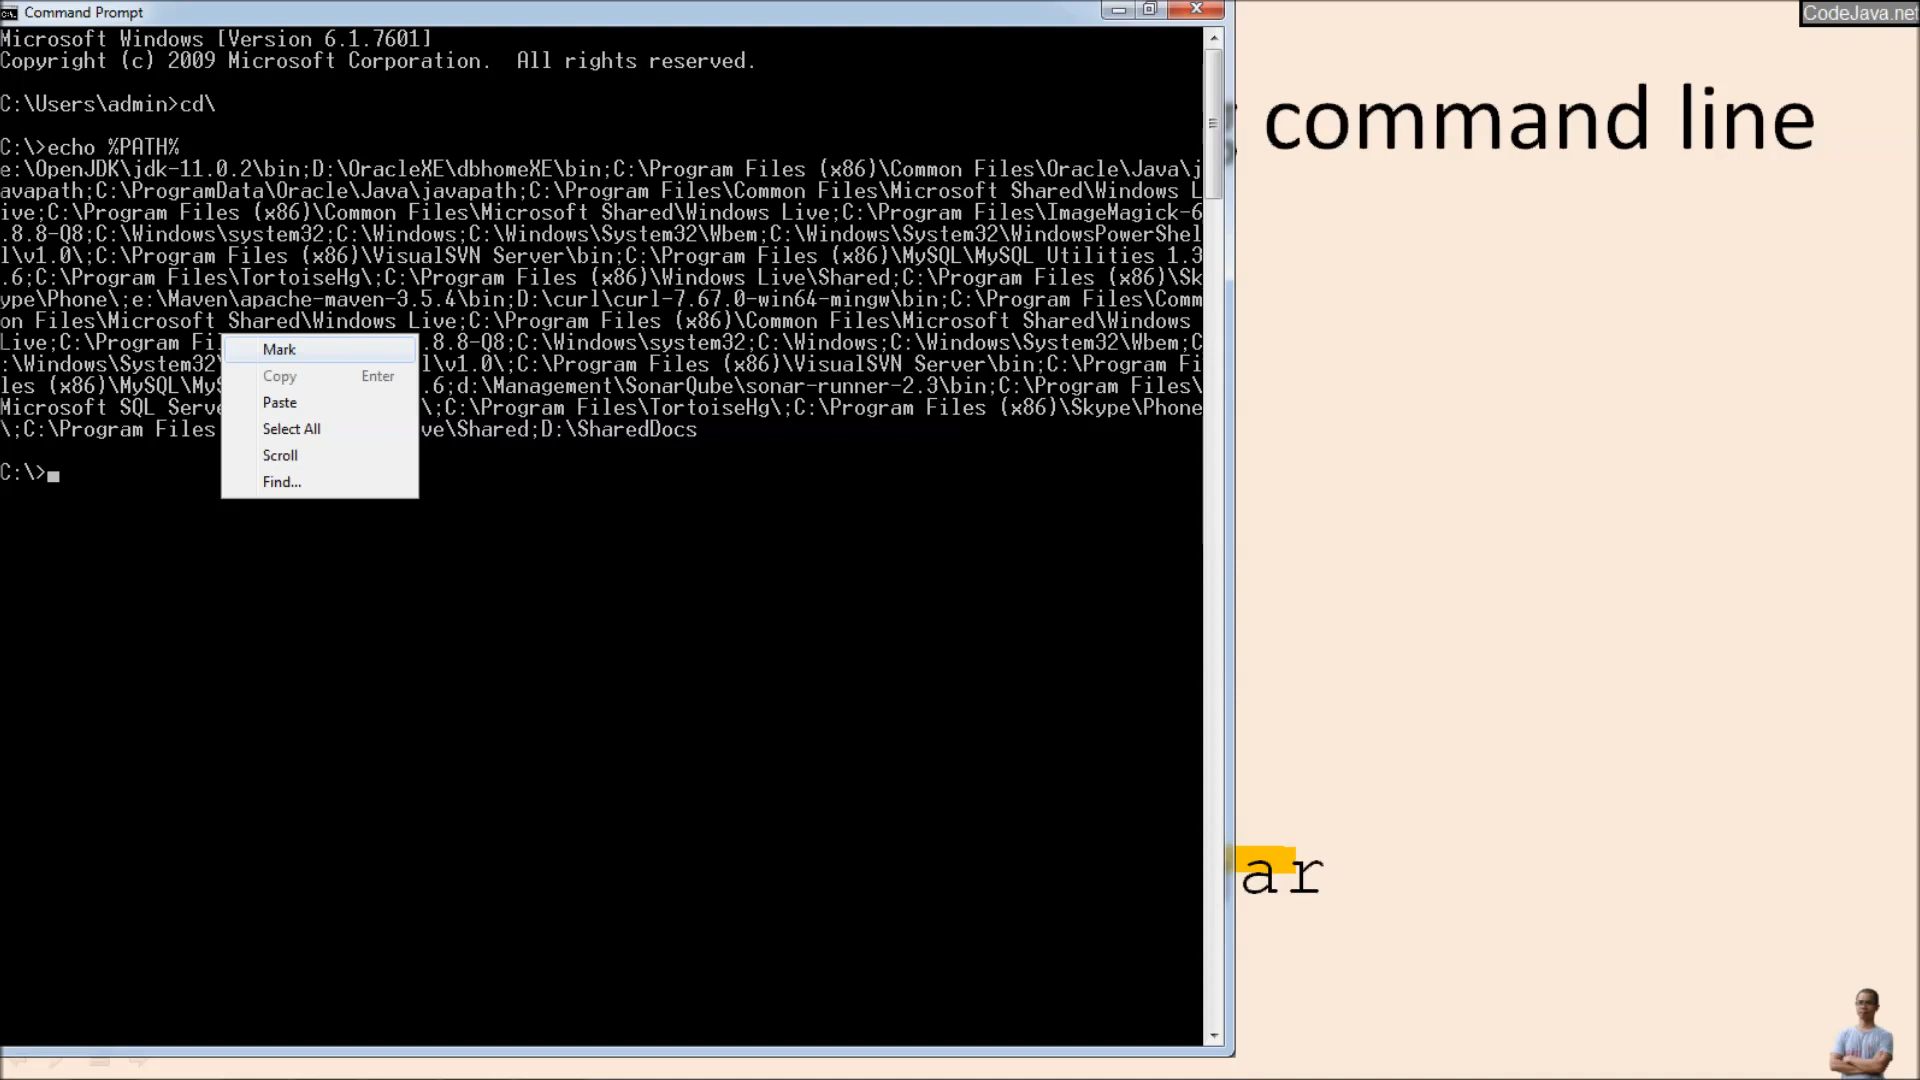 Command Prompt
CodeJava.net
Microsoft Windows [Version 6.1.7601]
Copyright (c) 2009 Microsoft Corporation.  All rights reserved.
C:\Users\admin>cd\
command line
C:\>echo %PATH%
e:\OpenJDK\jdk-11.0.2\bin;D:\OracleXE\dbhomeXE\bin;C:\Program Files (x86)\Common Files\Oracle\Java\j
avapath;C:\ProgramData\Oracle\Java\javapath;C:\Program Files\Common Files\Microsoft Shared\Windows L
ive;C:\Program Files (x86)\Common Files\Microsoft Shared\Windows Live;C:\Program Files\ImageMagick-6
.8.8-Q8;C:\Windows\system32;C:\Windows;C:\Windows\System32\Wbem;C:\Windows\System32\WindowsPowerShel
l\v1.0\;C:\Program Files (x86)\VisualSVN Server\bin;C:\Program Files (x86)\MySQL\MySQL Utilities 1.3
.6;C:\Program Files\TortoiseHg\;C:\Program Files (x86)\Windows Live\Shared;C:\Program Files (x86)\Sk
ype\Phone\;e:\Maven\apache-maven-3.5.4\bin;D:\curl\curl-7.67.0-win64-mingw\bin;C:\Program Files\Comm
on Files\Microsoft Shared\Windows Live;C:\Program Files (x86)\Common Files\Microsoft Shared\Windows
Live;C:\Program Fi .8.8-Q8;C:\Windows\system32;C:\Windows;C:\Windows\System32\Wbem;C
:\Windows\System32\ l\v1.0\;C:\Program Files (x86)\VisualSVN Server\bin;C:\Program Fi
les (x86)\MySQL\MyS .6;d:\Management\SonarQube\sonar-runner-2.3\bin;C:\Program Files\
Microsoft SQL Serve \;C:\Program Files\TortoiseHg\;C:\Program Files (x86)\Skype\Phone
\;C:\Program Files ve\Shared;D:\SharedDocs
C:\>
Mark
Copy Enter
Paste
Select All
Scroll
Find...
ar